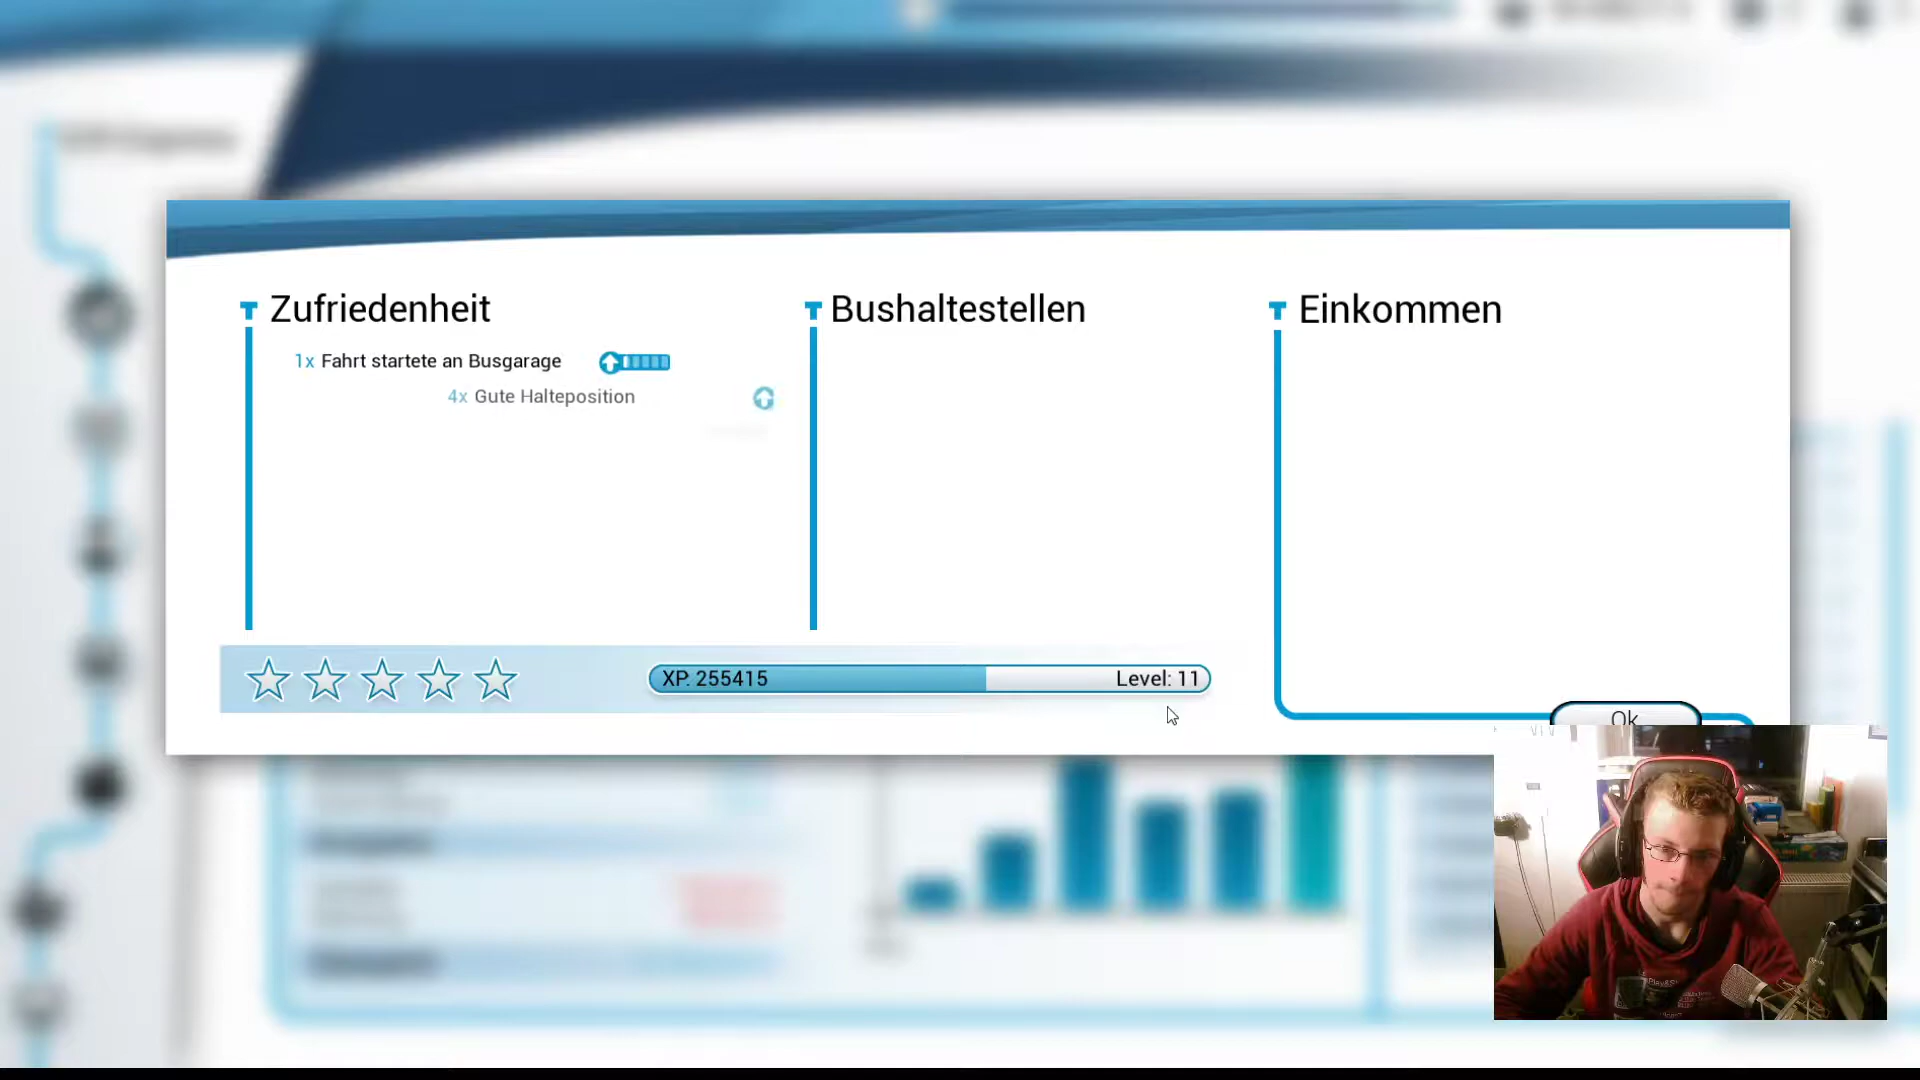 Zufriedenheit
1x Fahrt startete an Busgarage
4x Gute Halteposition
Bushaltestellen
Einkommen
XP: 255415
Level: 11
Ok